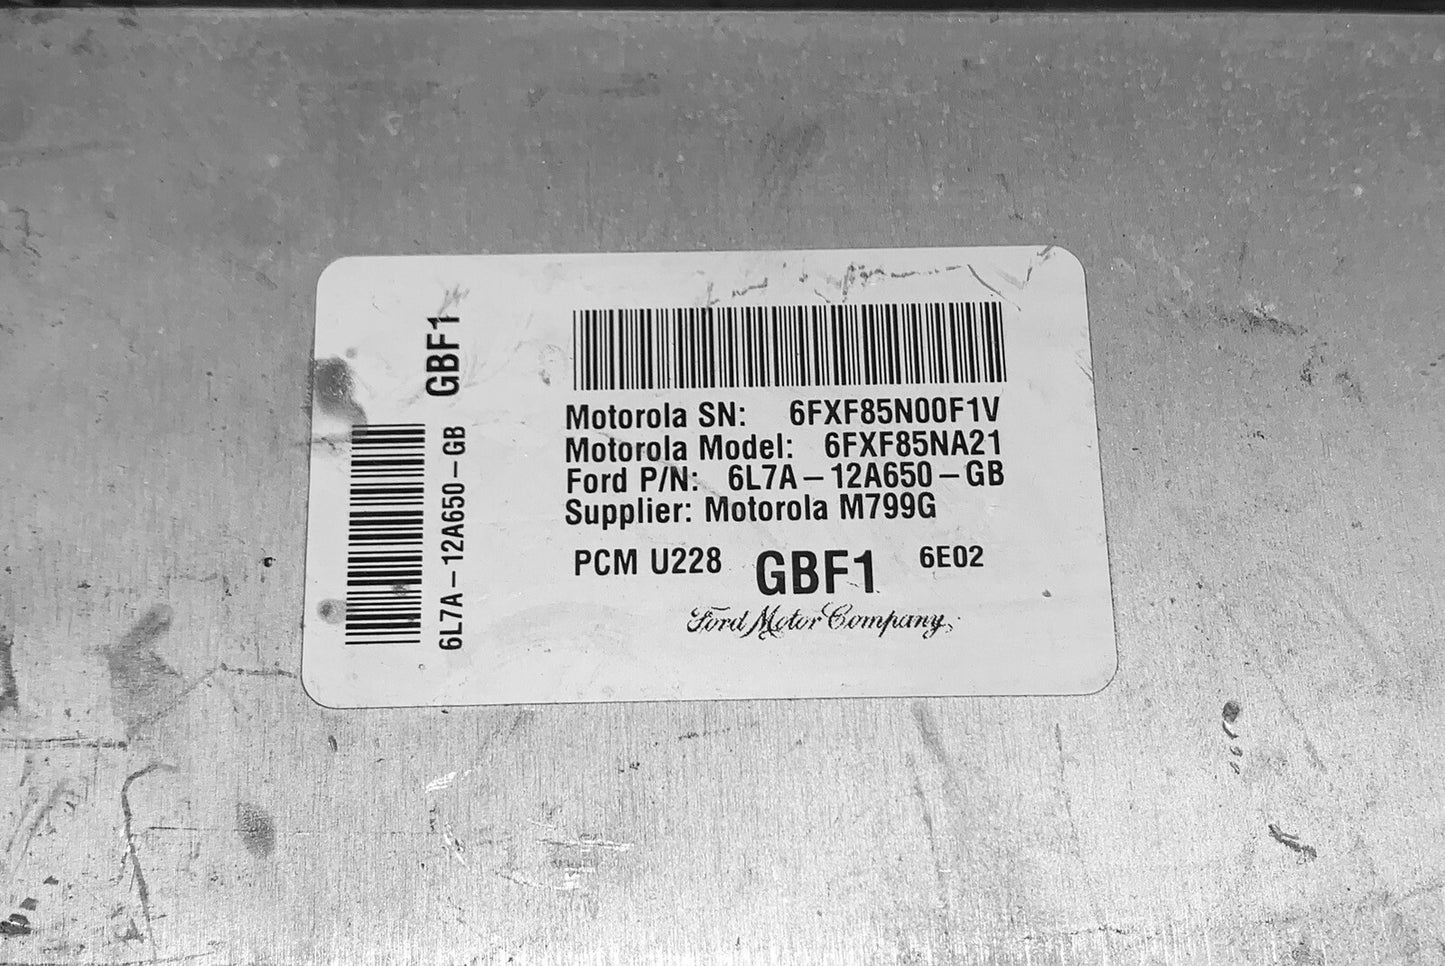 GBF1
6L7A-12A650-GB
Motorola SN: 6FXF85N00F1V
Motorola Model: 6FXF85NA21
Ford P/N: 6L7A-12A650-GB
Supplier: Motorola M799G
PCM U228 GBF1 6E02
Ford Motor Company